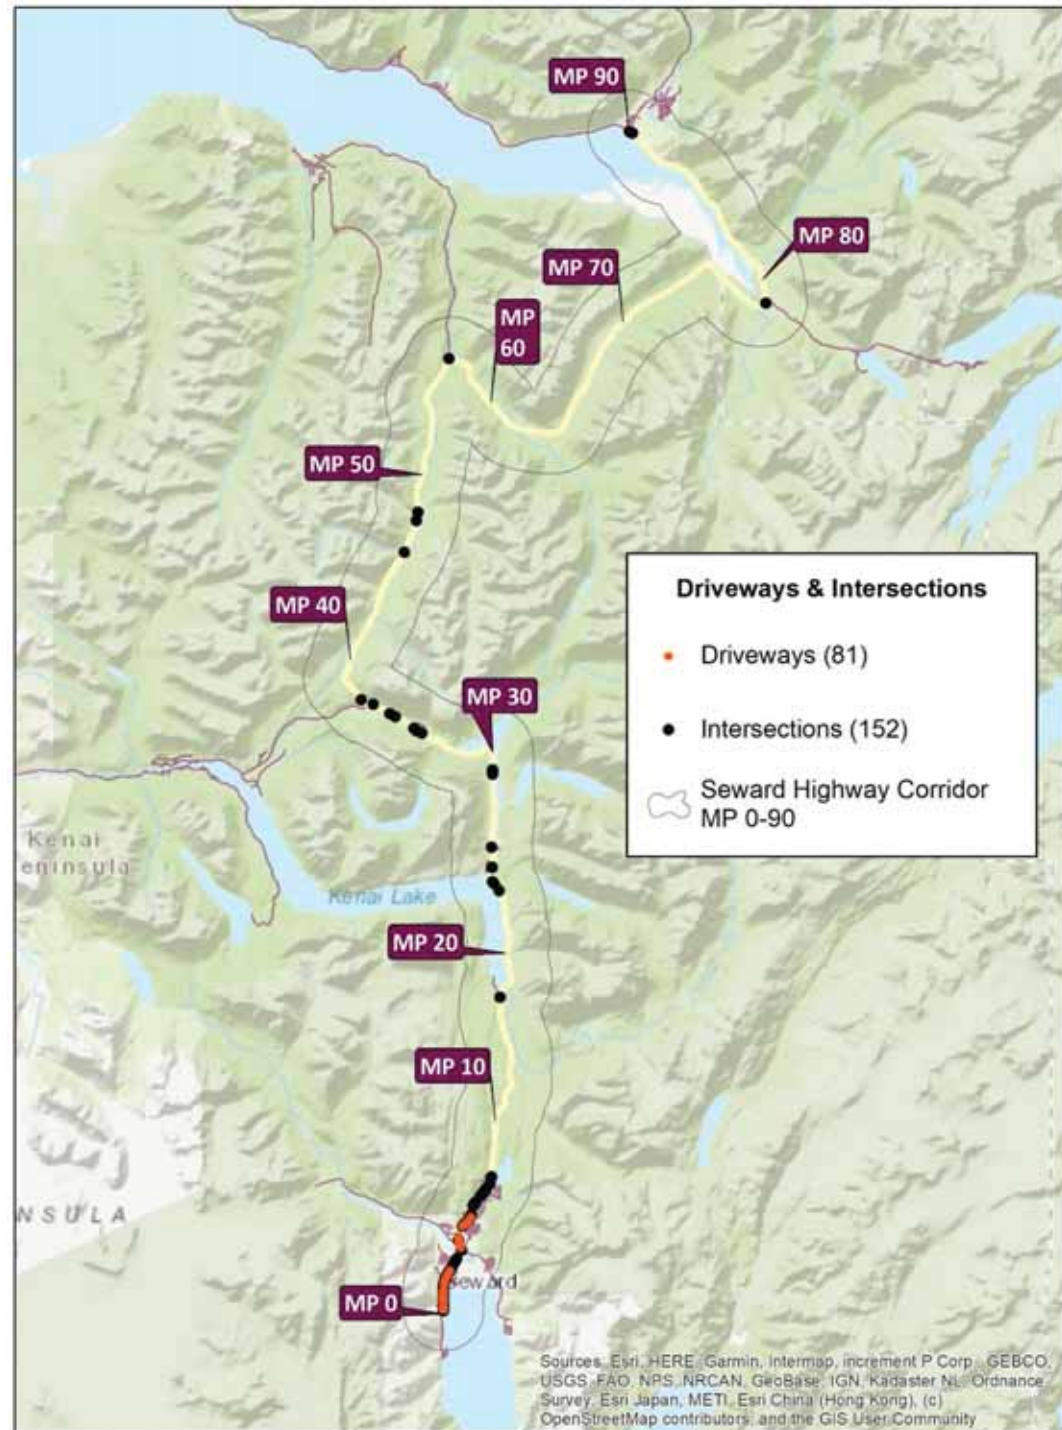 MP 90
MP 80
MP 70
MP
60
MP 50
Driveways & Intersections
Driveways (81)
Intersections (152)
Seward Highway Corridor
MP 0-90
MP 40
MP 30
Kenai
eninsula
Kenai Lake
MP 20
MP 10
NSULA
Seward
MP 0
Sources: Esri, HERE, Garmin, Intermap, increment P Corp., GEBCO,
USGS, FAO, NPS, NRCAN, GeoBase, IGN, Kadaster NL, Ordnance
Survey, Esri Japan, METI, Esri China (Hong Kong), (c)
OpenStreetMap contributors, and the GIS User Community